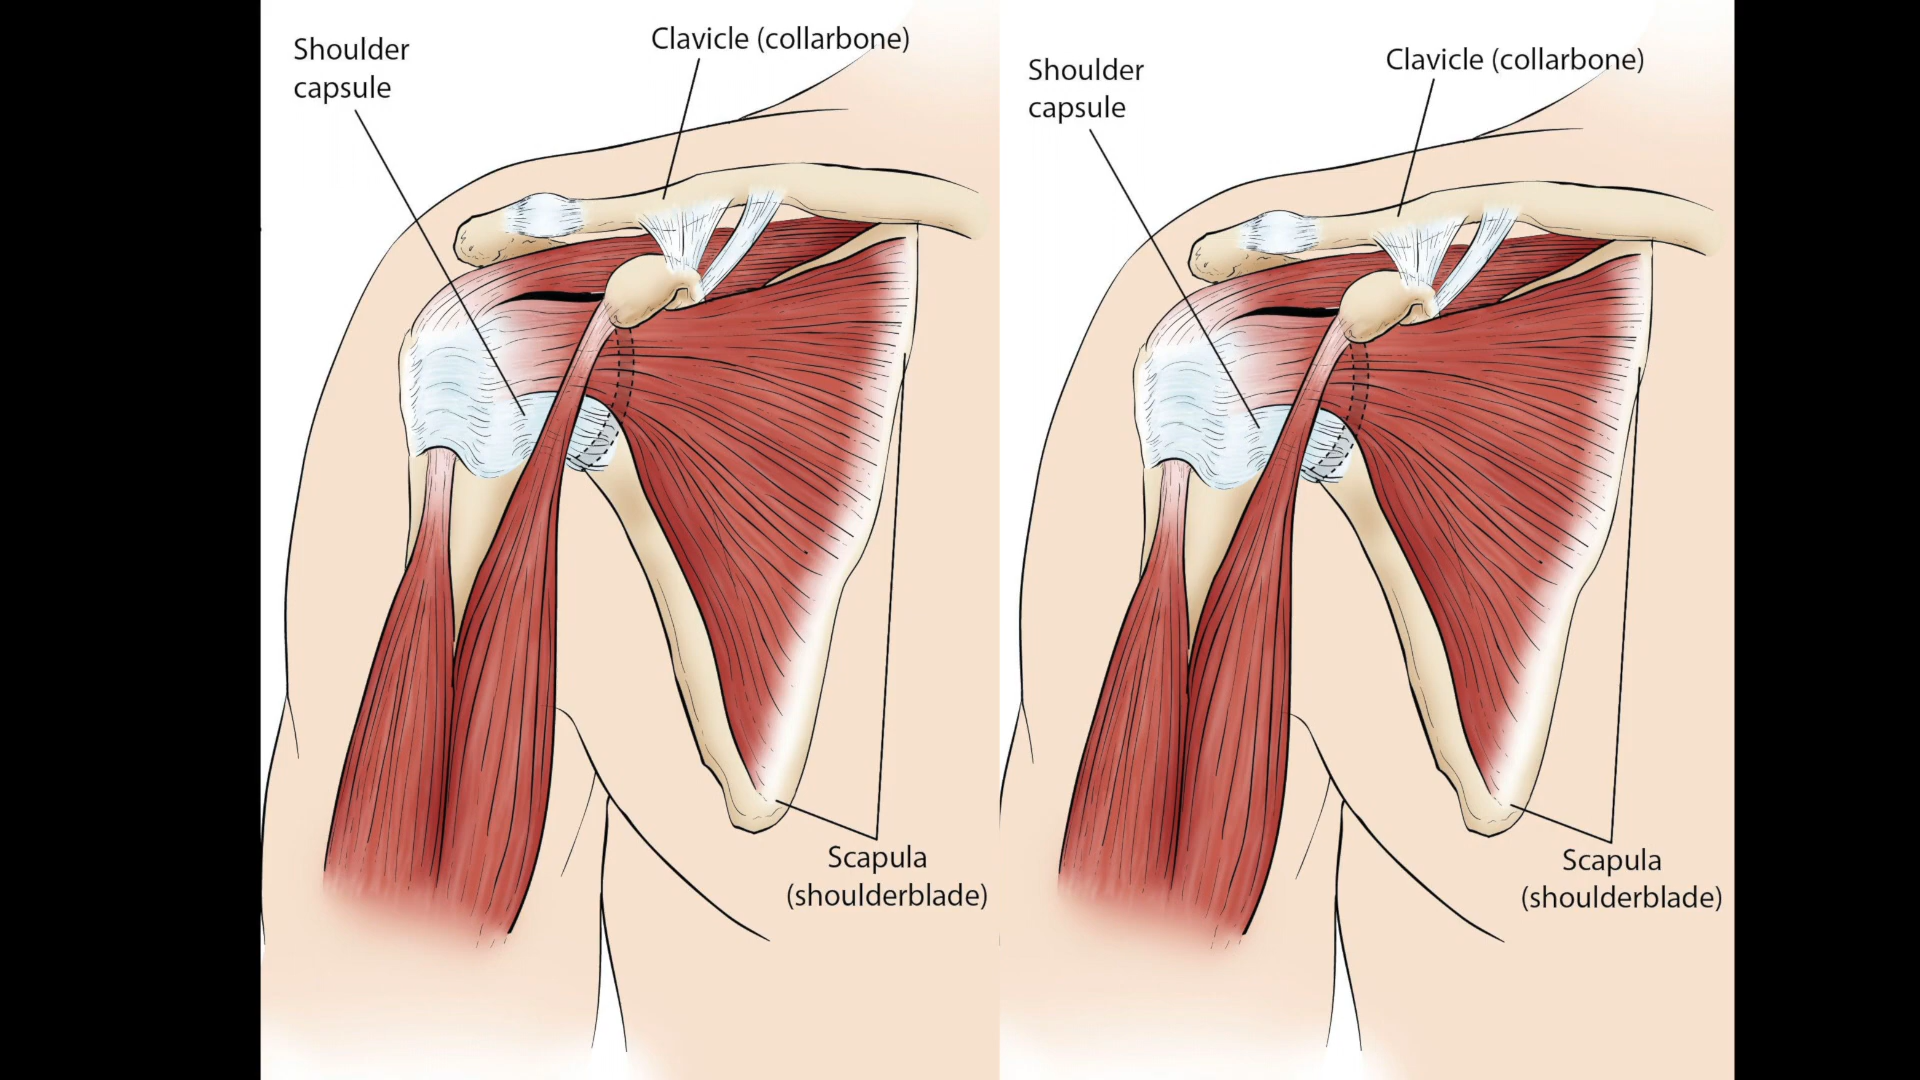 Shoulder
capsule
Clavicle (collarbone)
Scapula
(shoulderblade)
Shoulder
capsule
Clavicle (collarbone)
Scapula
(shoulderblade)